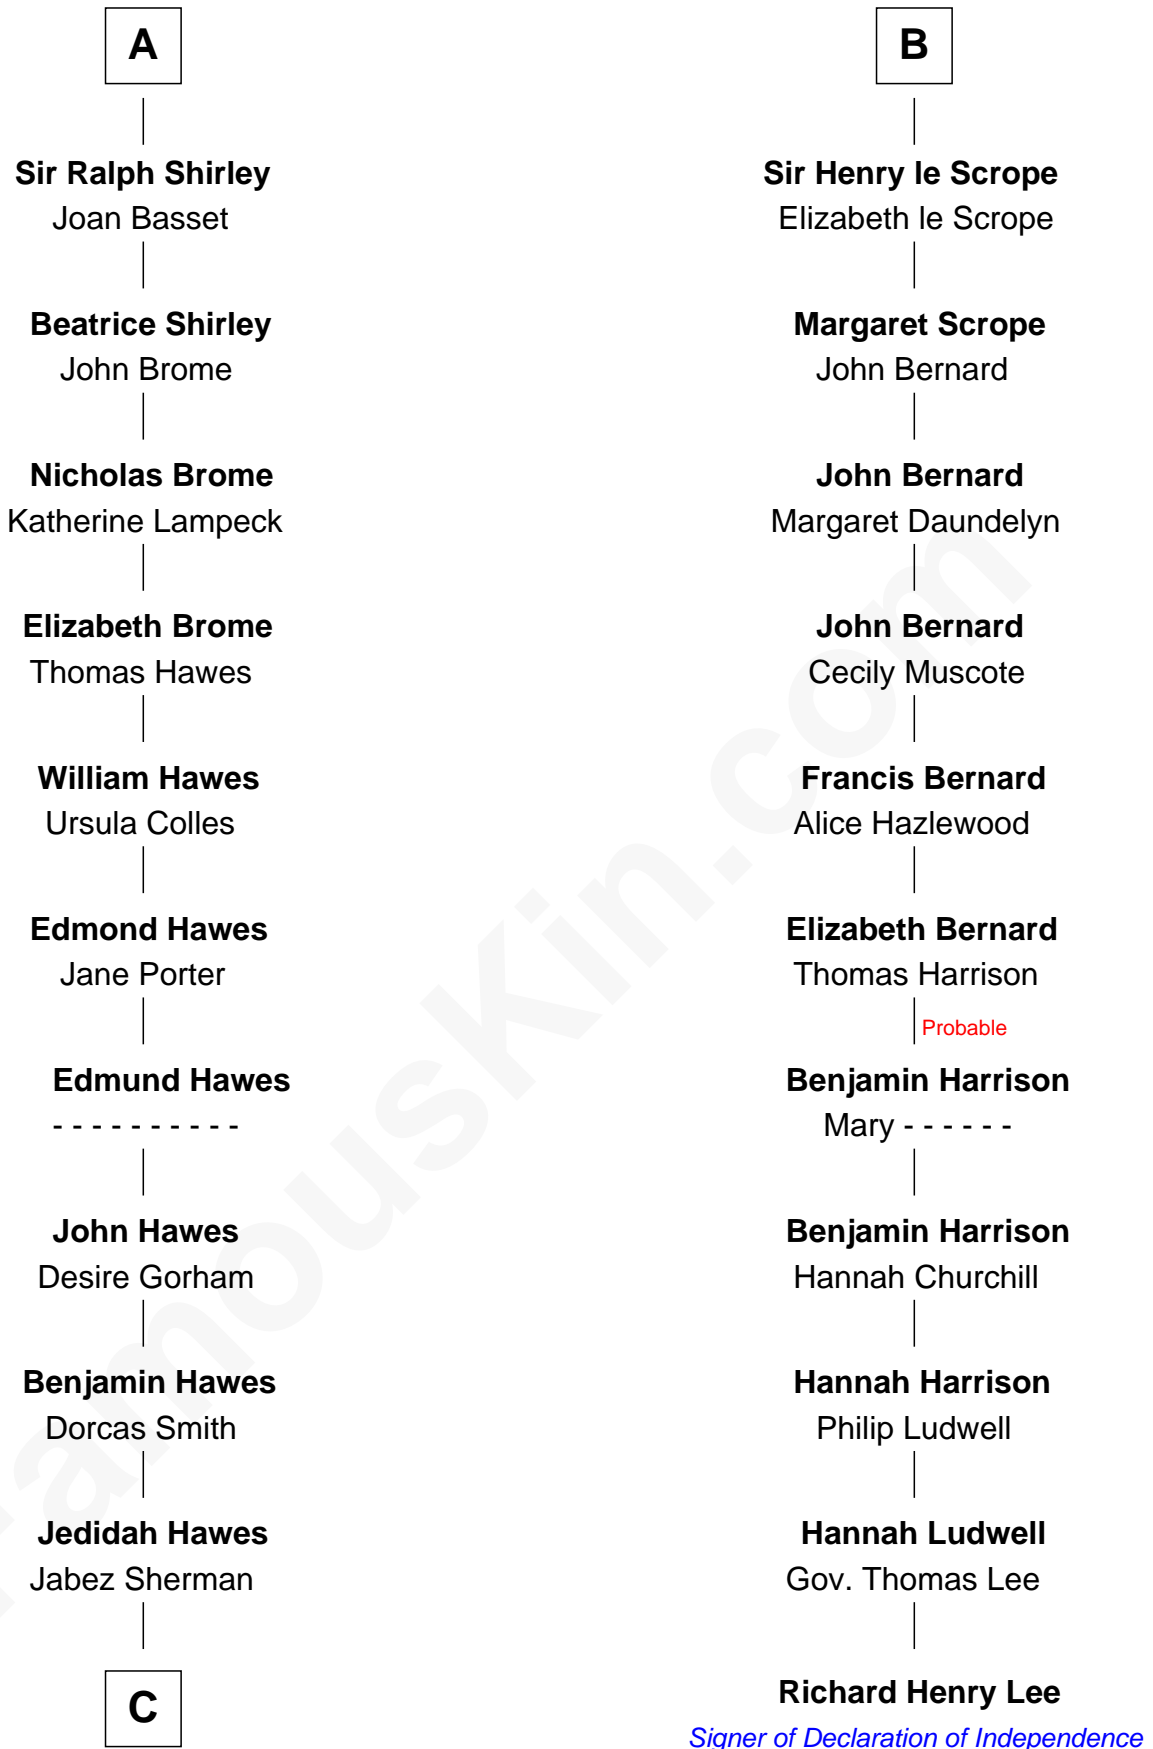 A
Sir Ralph Shirley
Joan Basset
Beatrice Shirley
John Brome
Nicholas Brome
Katherine Lampeck
Elizabeth Brome
Thomas Hawes
William Hawes
Ursula Colles
Edmond Hawes
Jane Porter
Edmund Hawes
- - - - - - - - - -
John Hawes
Desire Gorham
Benjamin Hawes
Dorcas Smith
Jedidah Hawes
Jabez Sherman
C
B
Sir Henry le Scrope
Elizabeth le Scrope
Margaret Scrope
John Bernard
John Bernard
Margaret Daundelyn
John Bernard
Cecily Muscote
Francis Bernard
Alice Hazlewood
Elizabeth Bernard
Thomas Harrison
Probable
Benjamin Harrison
Mary - - - - - -
Benjamin Harrison
Hannah Churchill
Hannah Harrison
Philip Ludwell
Hannah Ludwell
Gov. Thomas Lee
Richard Henry Lee
Signer of Declaration of Independence
FamousKin.com